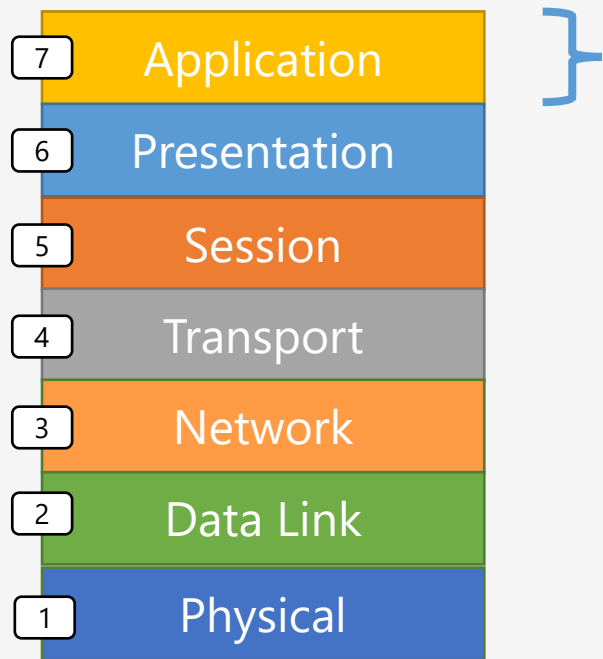 7 Application
6 Presentation
5 Session
4 Transport
3 Network
2 Data Link
1 Physical